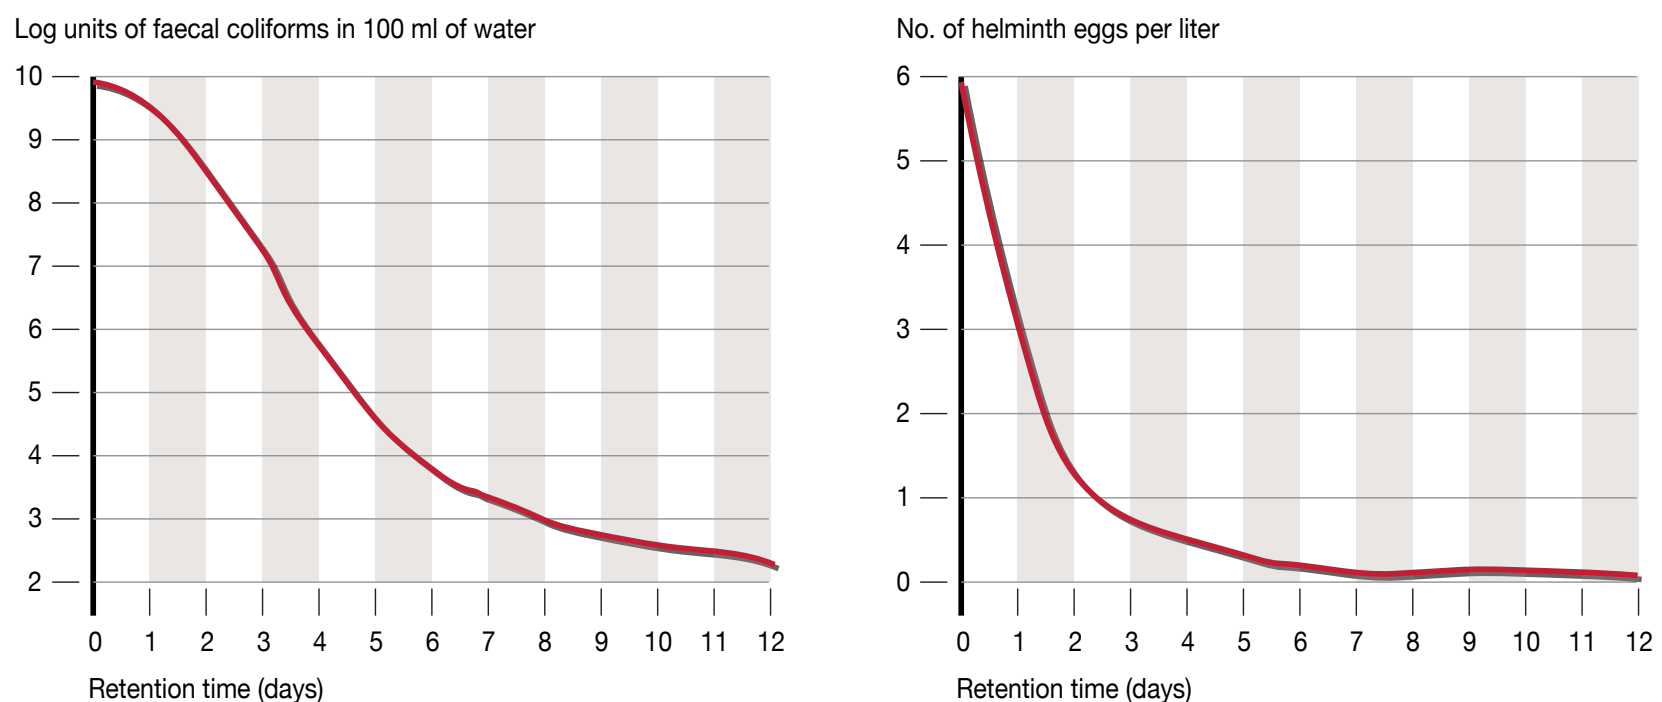 Log units of faecal coliforms in 100 ml of water
10
9
8
7
6
5
4
3
2
0 1 2 3 4 5 6 7 8 9 10 11 12
Retention time (days)
No. of helminth eggs per liter
6
5
4
3
2
1
0
0 1 2 3 4 5 6 7 8 9 10 11 12
Retention time (days)